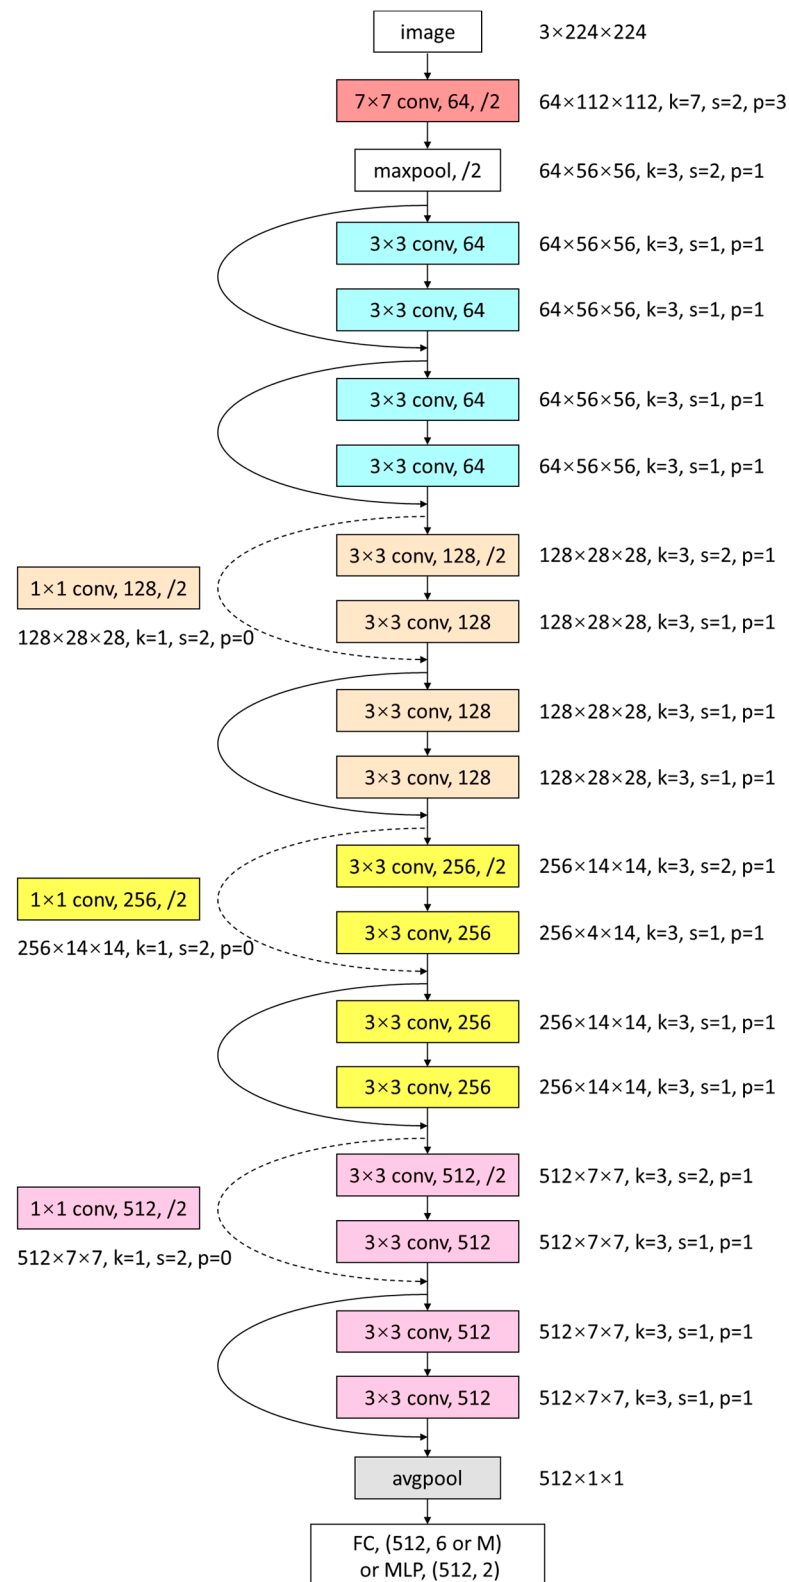 image 3×224×224
7×7 conv, 64, /2 64×112×112, k=7, s=2, p=3
maxpool, /2 64×56×56, k=3, s=2, p=1
3×3 conv, 64 64×56×56, k=3, s=1, p=1
3×3 conv, 64 64×56×56, k=3, s=1, p=1
3×3 conv, 64 64×56×56, k=3, s=1, p=1
3×3 conv, 64 64×56×56, k=3, s=1, p=1
3×3 conv, 128, /2 128×28×28, k=3, s=2, p=1
1×1 conv, 128, /2
128×28×28, k=1, s=2, p=0
3×3 conv, 128 128×28×28, k=3, s=1, p=1
3×3 conv, 128 128×28×28, k=3, s=1, p=1
3×3 conv, 128 128×28×28, k=3, s=1, p=1
3×3 conv, 256, /2 256×14×14, k=3, s=2, p=1
1×1 conv, 256, /2
256×14×14, k=1, s=2, p=0
3×3 conv, 256 256×4×14, k=3, s=1, p=1
3×3 conv, 256 256×14×14, k=3, s=1, p=1
3×3 conv, 256 256×14×14, k=3, s=1, p=1
3×3 conv, 512, /2 512×7×7, k=3, s=2, p=1
1×1 conv, 512, /2
512×7×7, k=1, s=2, p=0
3×3 conv, 512 512×7×7, k=3, s=1, p=1
3×3 conv, 512 512×7×7, k=3, s=1, p=1
3×3 conv, 512 512×7×7, k=3, s=1, p=1
avgpool 512×1×1
FC, (512, 6 or M)
or MLP, (512, 2)